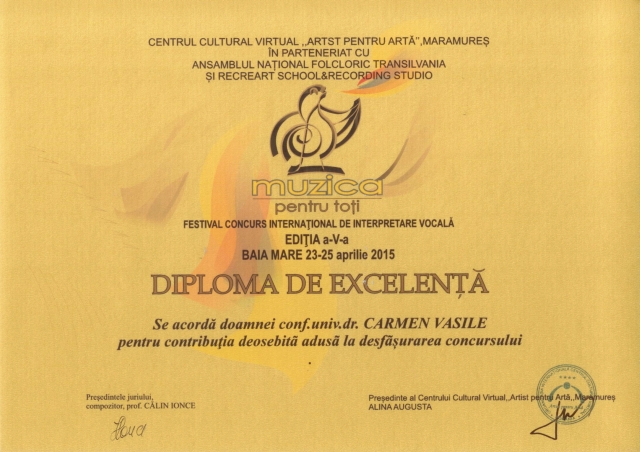 CENTRUL CULTURAL VIRTUAL ,,ARTST PENTRU ARTĂ",MARAMUREȘ
ÎN PARTENERIAT CU
ANSAMBLUL NAȚIONAL FOLCLORIC TRANSILVANIA
ȘI RECREART SCHOOL&RECORDING STUDIO
muzica
pentru toți
FESTIVAL CONCURS INTERNAȚIONAL DE INTERPRETARE VOCALĂ
EDIȚIA a-V-a
BAIA MARE 23-25 aprilie 2015
DIPLOMA DE EXCELENȚĂ
Se acordă doamnei conf.univ.dr. CARMEN VASILE
pentru contribuția deosebită adusă la desfășurarea concursului
Președintele juriului,
compozitor, prof. CĂLIN IONCE
Președinte al Centrului Cultural Virtual,,Artist pentru Artă,,Maramureș
ALINA AUGUSTA